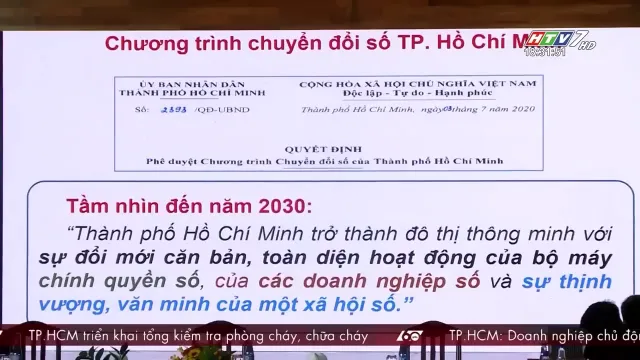 Chương trình chuyển đổi số TP. Hồ Chí M
HTV7 HD
18:31:51
ỦY BAN NHÂN DÂN
THÀNH PHỐ HỒ CHÍ MINH
CỘNG HÒA XÃ HỘI CHỦ NGHĨA VIỆT NAM
Độc lập - Tự do - Hạnh phúc
Số: 2393 /QĐ-UBND
Thành phố Hồ Chí Minh, ngày 03 tháng 7 năm 2020
QUYẾT ĐỊNH
Phê duyệt Chương trình Chuyển đổi số của Thành phố Hồ Chí Minh
Tầm nhìn đến năm 2030:
“Thành phố Hồ Chí Minh trở thành đô thị thông minh với
sự đổi mới căn bản, toàn diện hoạt động của bộ máy
chính quyền số, của các doanh nghiệp số và sự thịnh
vượng, văn minh của một xã hội số.”
TP.HCM triển khai tổng kiểm tra phòng cháy, chữa cháy
60
TP.HCM: Doanh nghiệp chủ độ